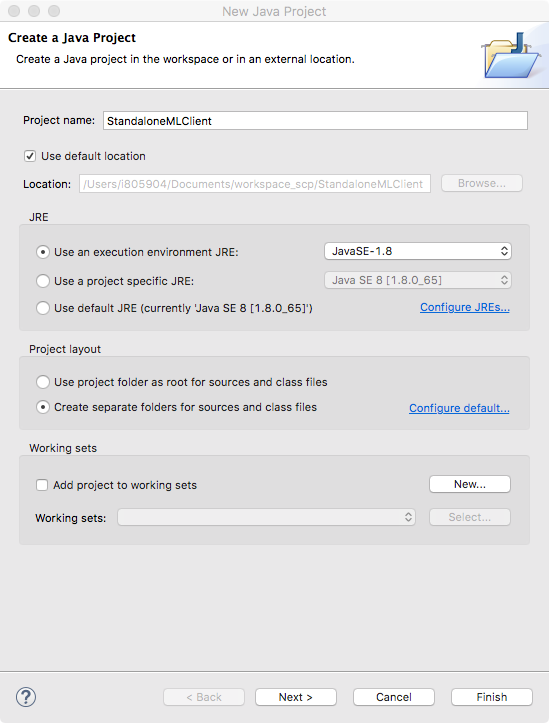 New Java Project
Create a Java Project
Create a Java project in the workspace or in an external location.
Project name: StandaloneMLClient
Use default location
Location: /Users/i805904/Documents/workspace_scp/StandaloneMLClient Browse...
JRE
Use an execution environment JRE: JavaSE-1.8
Use a project specific JRE: Java SE 8 [1.8.0_65]
Use default JRE (currently 'Java SE 8 [1.8.0_65]') Configure JREs...
Project layout
Use project folder as root for sources and class files
Create separate folders for sources and class files Configure default...
Working sets
Add project to working sets New...
Working sets: Select...
? < Back Next > Cancel Finish